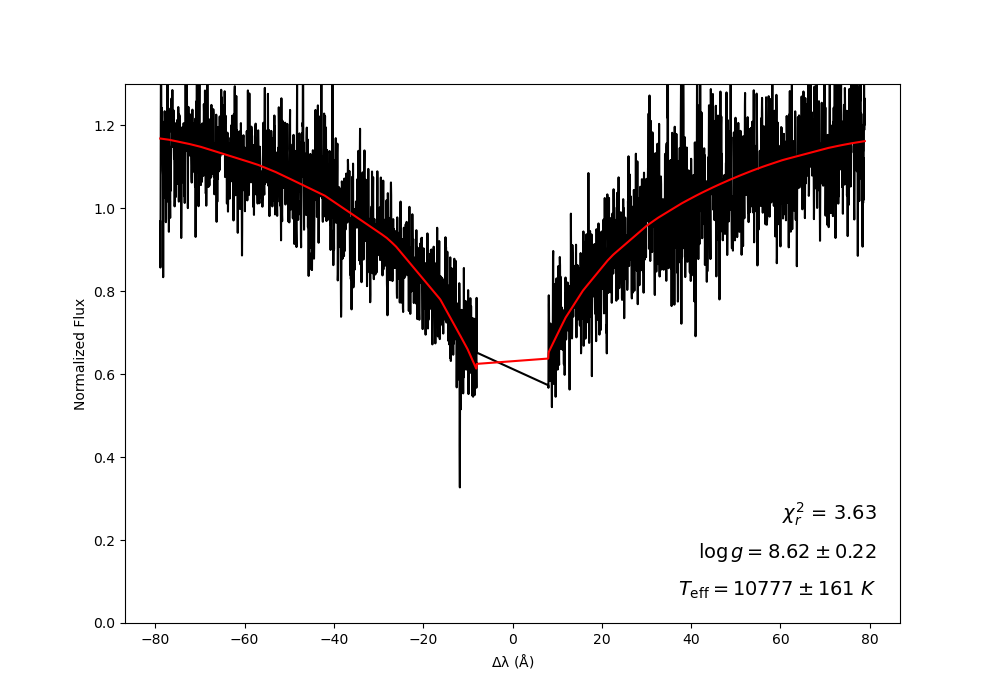 Normalized Flux
1.2
1.0
0.8
0.6
0.4
0.2
0.0
−80 −60 −40 −20 0 20 40 60 80
Δλ (Å)
χ²ᵣ = 3.63
log g = 8.62 ± 0.22
T_eff = 10777 ± 161 K